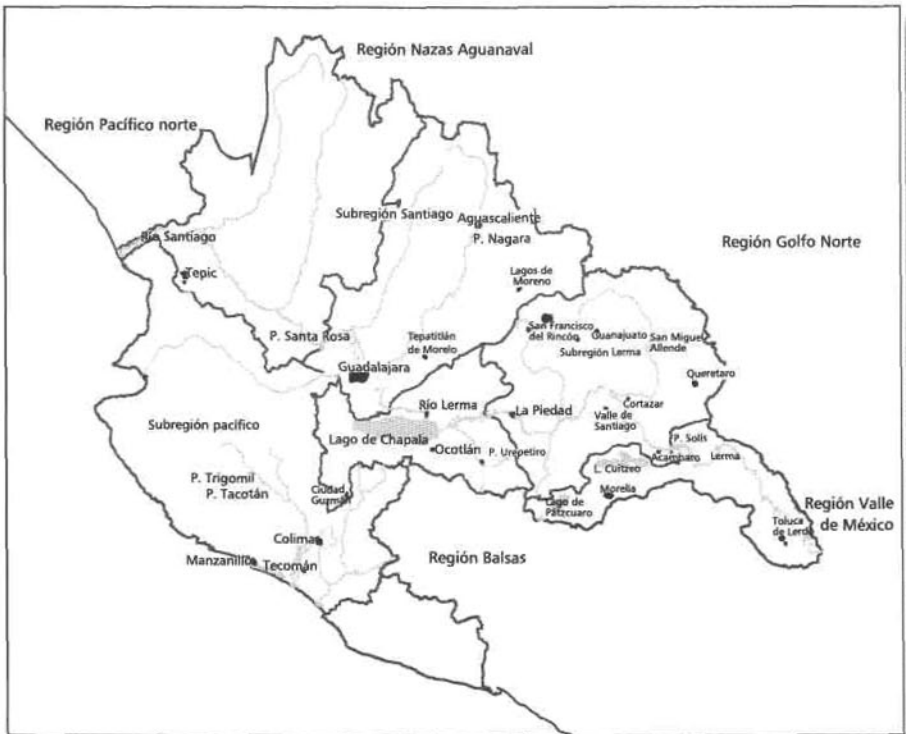 Región Nazas Aguanaval
Región Pacífico norte
Subregión Santiago
Aguascaliente
P. Nagara
Río Santiago
Región Golfo Norte
Tepic
Lagos de
Moreno
P. Santa Rosa
Tepatitlán
de Morelo
San Francisco
del Rincón
Guanajuato
San Migue
Allende
Subregión Lerma
Guadalajara
Queretaro
Río Lerma
La Piedad
Cortazar
Valle de
Santiago
Subregión pacífico
Lago de Chapala
Ocotlán
P. Urepetiro
P. Solís
Acambaro
Lerma
L. Cuitzeo
P. Trigomil
P. Tacotán
Ciudad
Guzmán
Morelia
Lago de
Pátzcuaro
Región Valle
de México
Toluca
de Lerdo
Colima
Región Balsas
Manzanillo
Tecomán